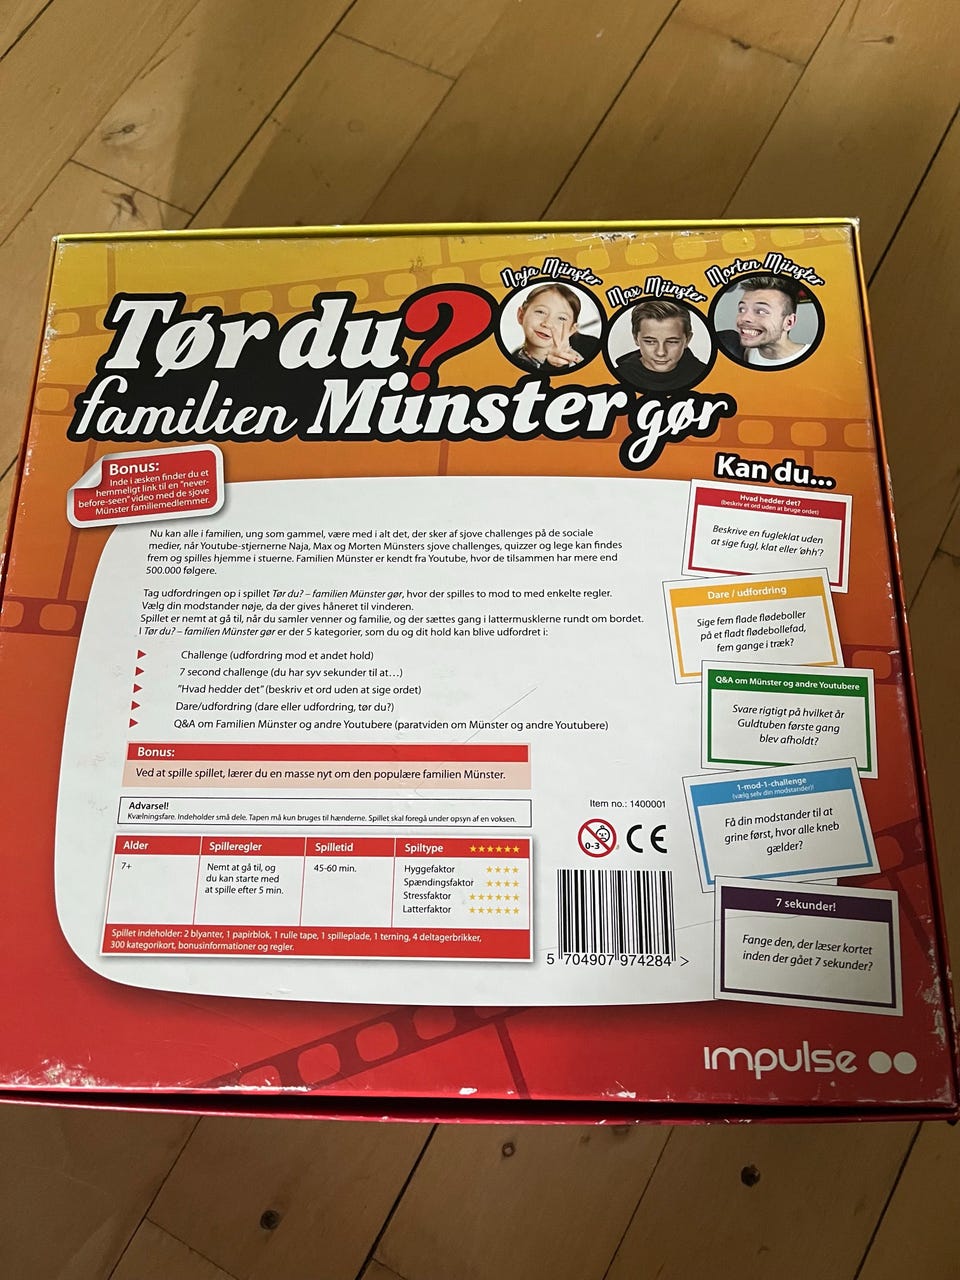 Naja Münster
Max Münster
Morten Münster
Tør du?
familien Münster gør
Bonus:
Inde i æsken finder du et
hemmeligt link til en "never-
before-seen" video med de sjove
Münster familiemedlemmer.
Kan du...
Nu kan alle i familien, ung som gammel, være med i alt det, der sker af sjove challenges på de sociale
medier, når Youtube-stjernerne Naja, Max og Morten Münsters sjove challenges, quizzer og lege kan findes
frem og spilles hjemme i stuerne. Familien Münster er kendt fra Youtube, hvor de tilsammen har mere end
500.000 følgere.
Tag udfordringen op i spillet Tør du? – familien Münster gør, hvor der spilles to mod to med enkelte regler.
Vælg din modstander nøje, da der gives håneret til vinderen.
Spillet er nemt at gå til, når du samler venner og familie, og der sættes gang i lattermusklerne rundt om bordet.
I Tør du? – familien Münster gør er der 5 kategorier, som du og dit hold kan blive udfordret i:
Challenge (udfordring mod et andet hold)
7 second challenge (du har syv sekunder til at…)
"Hvad hedder det" (beskriv et ord uden at sige ordet)
Dare/udfordring (dare eller udfordring, tør du?)
Q&A om Familien Münster og andre Youtubere (paratviden om Münster og andre Youtubere)
Bonus:
Ved at spille spillet, lærer du en masse nyt om den populære familien Münster.
Advarsel!
Kvælningsfare. Indeholder små dele. Tapen må kun bruges til hænderne. Spillet skal foregå under opsyn af en voksen.
Alder
7+
Spilleregler
Nemt at gå til, og
du kan starte med
at spille efter 5 min.
Spilletid
45-60 min.
Spiltype ★★★★★★
Hyggefaktor ★★★★
Spændingsfaktor ★★★★
Stressfaktor ★★★★★★
Latterfaktor ★★★★★★
Spillet indeholder: 2 blyanter, 1 papirblok, 1 rulle tape, 1 spilleplade, 1 terning, 4 deltagerbrikker,
300 kategorikort, bonusinformationer og regler.
Item no.: 1400001
0-3
CE
5 704907 974284 >
Hvad hedder det?
(beskriv et ord uden at bruge ordet)
Beskrive en fugleklat uden
at sige fugl, klat eller 'øhh'?
Dare / udfordring
Sige fem flade flødeboller
på et fladt flødebollefad,
fem gange i træk?
Q&A om Münster og andre Youtubere
Svare rigtigt på hvilket år
Guldtuben første gang
blev afholdt?
1-mod-1-challenge
(vælg selv din modstander)!
Få din modstander til at
grine først, hvor alle kneb
gælder?
7 sekunder!
Fange den, der læser kortet
inden der gået 7 sekunder?
impulse